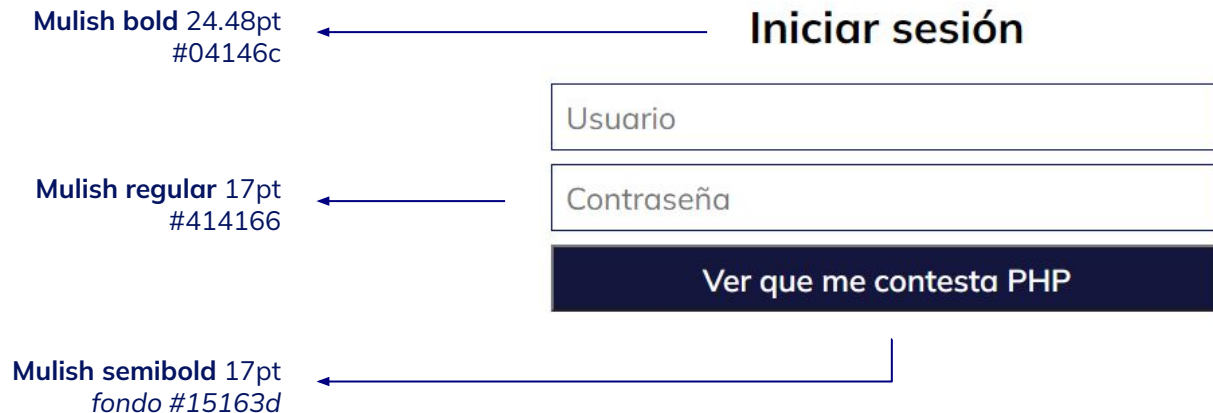 Mulish bold 24.48pt
#04146c
Iniciar sesión
Usuario
Mulish regular 17pt
#414166
Contraseña
Ver que me contesta PHP
Mulish semibold 17pt
fondo #15163d